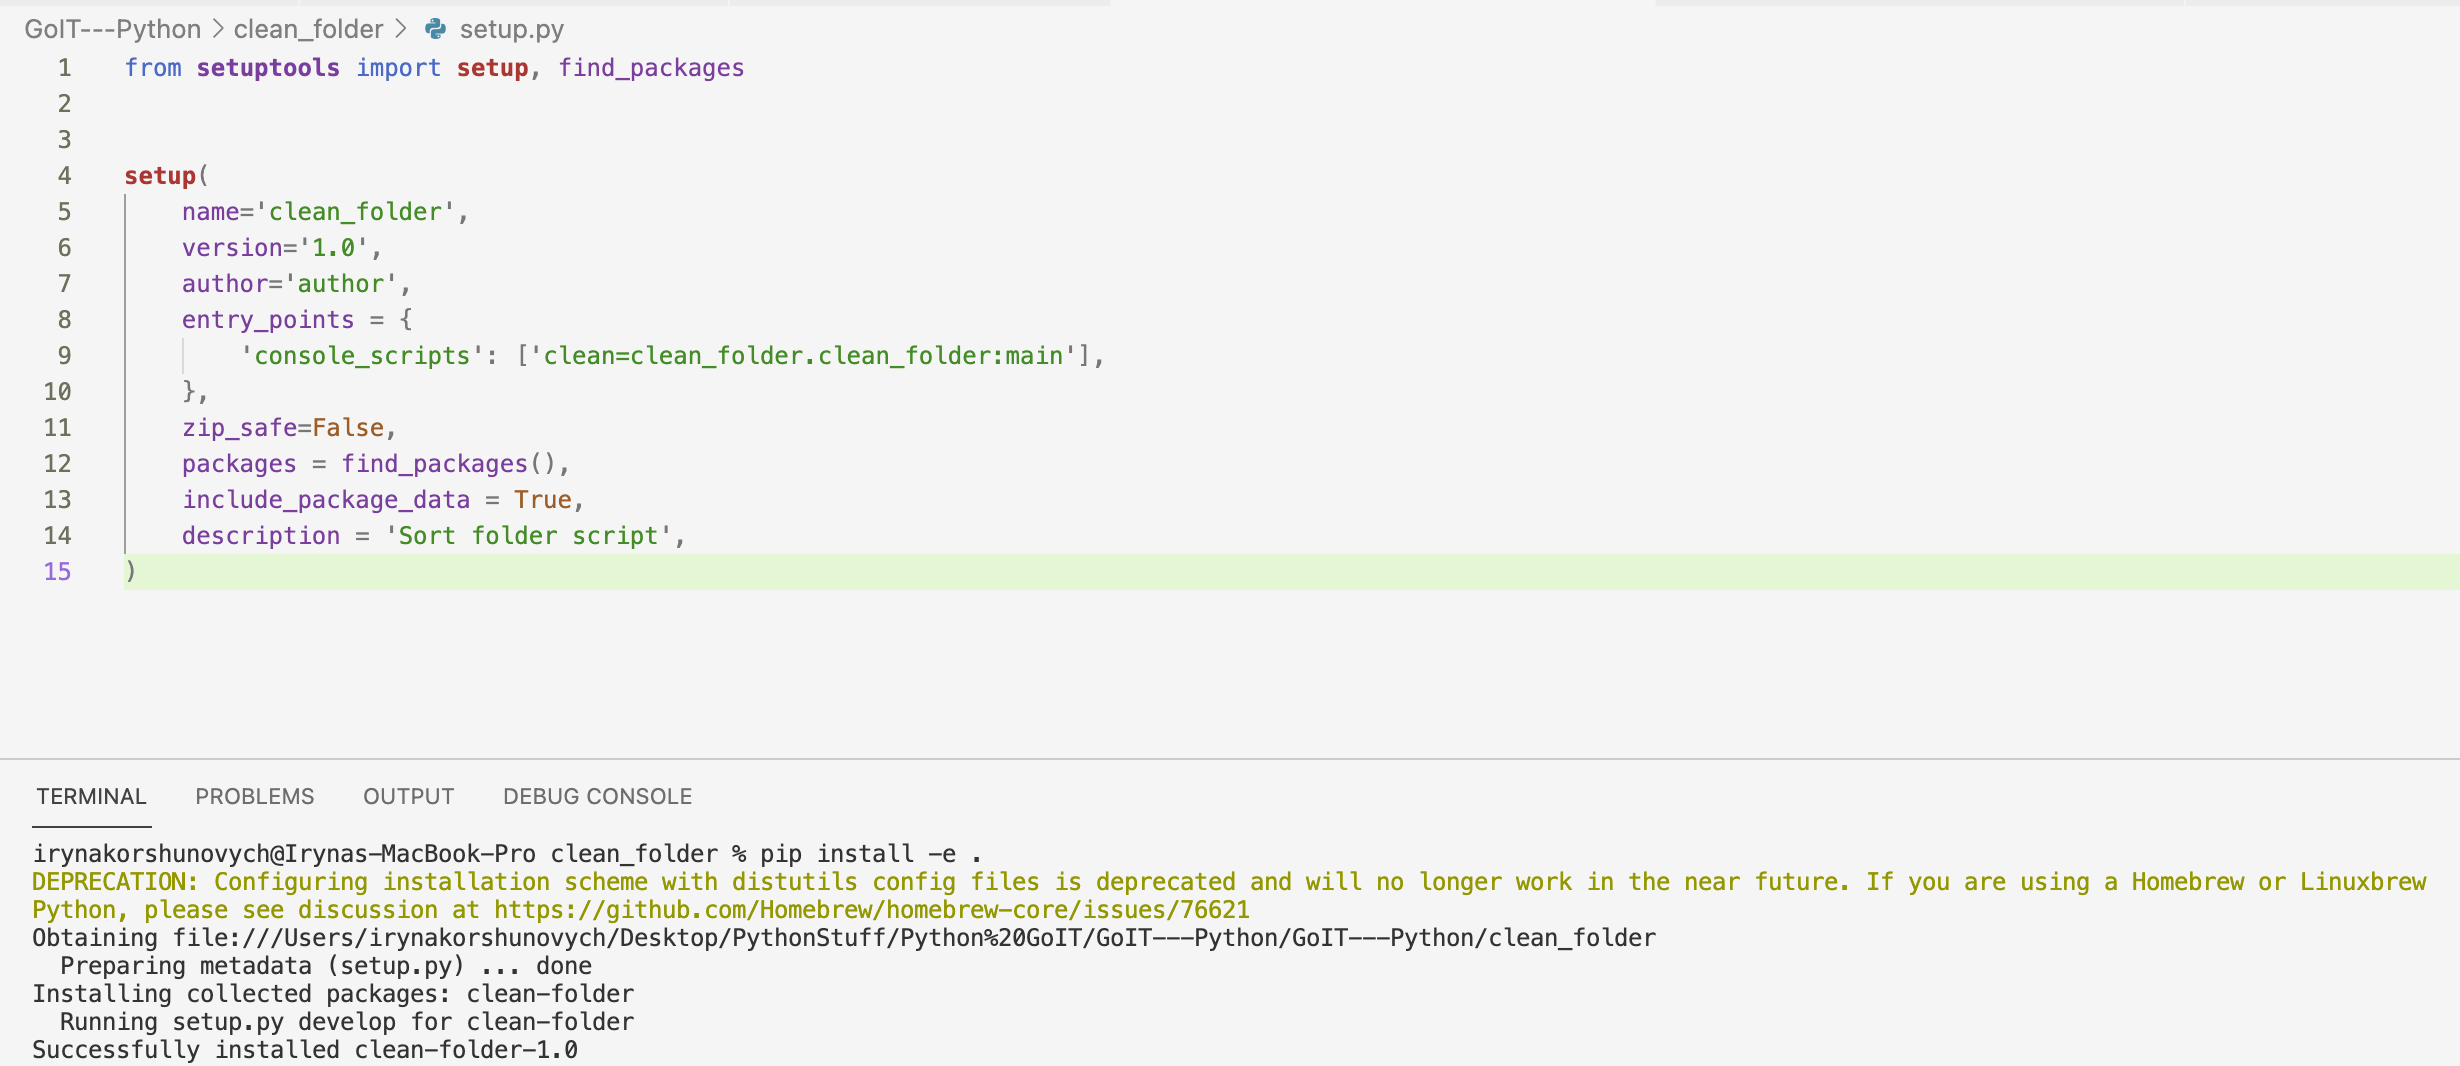 GoIT---Python > clean_folder > setup.py
1 from setuptools import setup, find_packages
2
3
4 setup(
5     name='clean_folder',
6     version='1.0',
7     author='author',
8     entry_points = {
9         'console_scripts': ['clean=clean_folder.clean_folder:main'],
10     },
11     zip_safe=False,
12     packages = find_packages(),
13     include_package_data = True,
14     description = 'Sort folder script',
15 )
TERMINAL PROBLEMS OUTPUT DEBUG CONSOLE
irynakorshunovych@Irynas-MacBook-Pro clean_folder % pip install -e .
DEPRECATION: Configuring installation scheme with distutils config files is deprecated and will no longer work in the near future. If you are using a Homebrew or Linuxbrew
Python, please see discussion at https://github.com/Homebrew/homebrew-core/issues/76621
Obtaining file:///Users/irynakorshunovych/Desktop/PythonStuff/Python%20GoIT/GoIT---Python/GoIT---Python/clean_folder
  Preparing metadata (setup.py) ... done
Installing collected packages: clean-folder
  Running setup.py develop for clean-folder
Successfully installed clean-folder-1.0